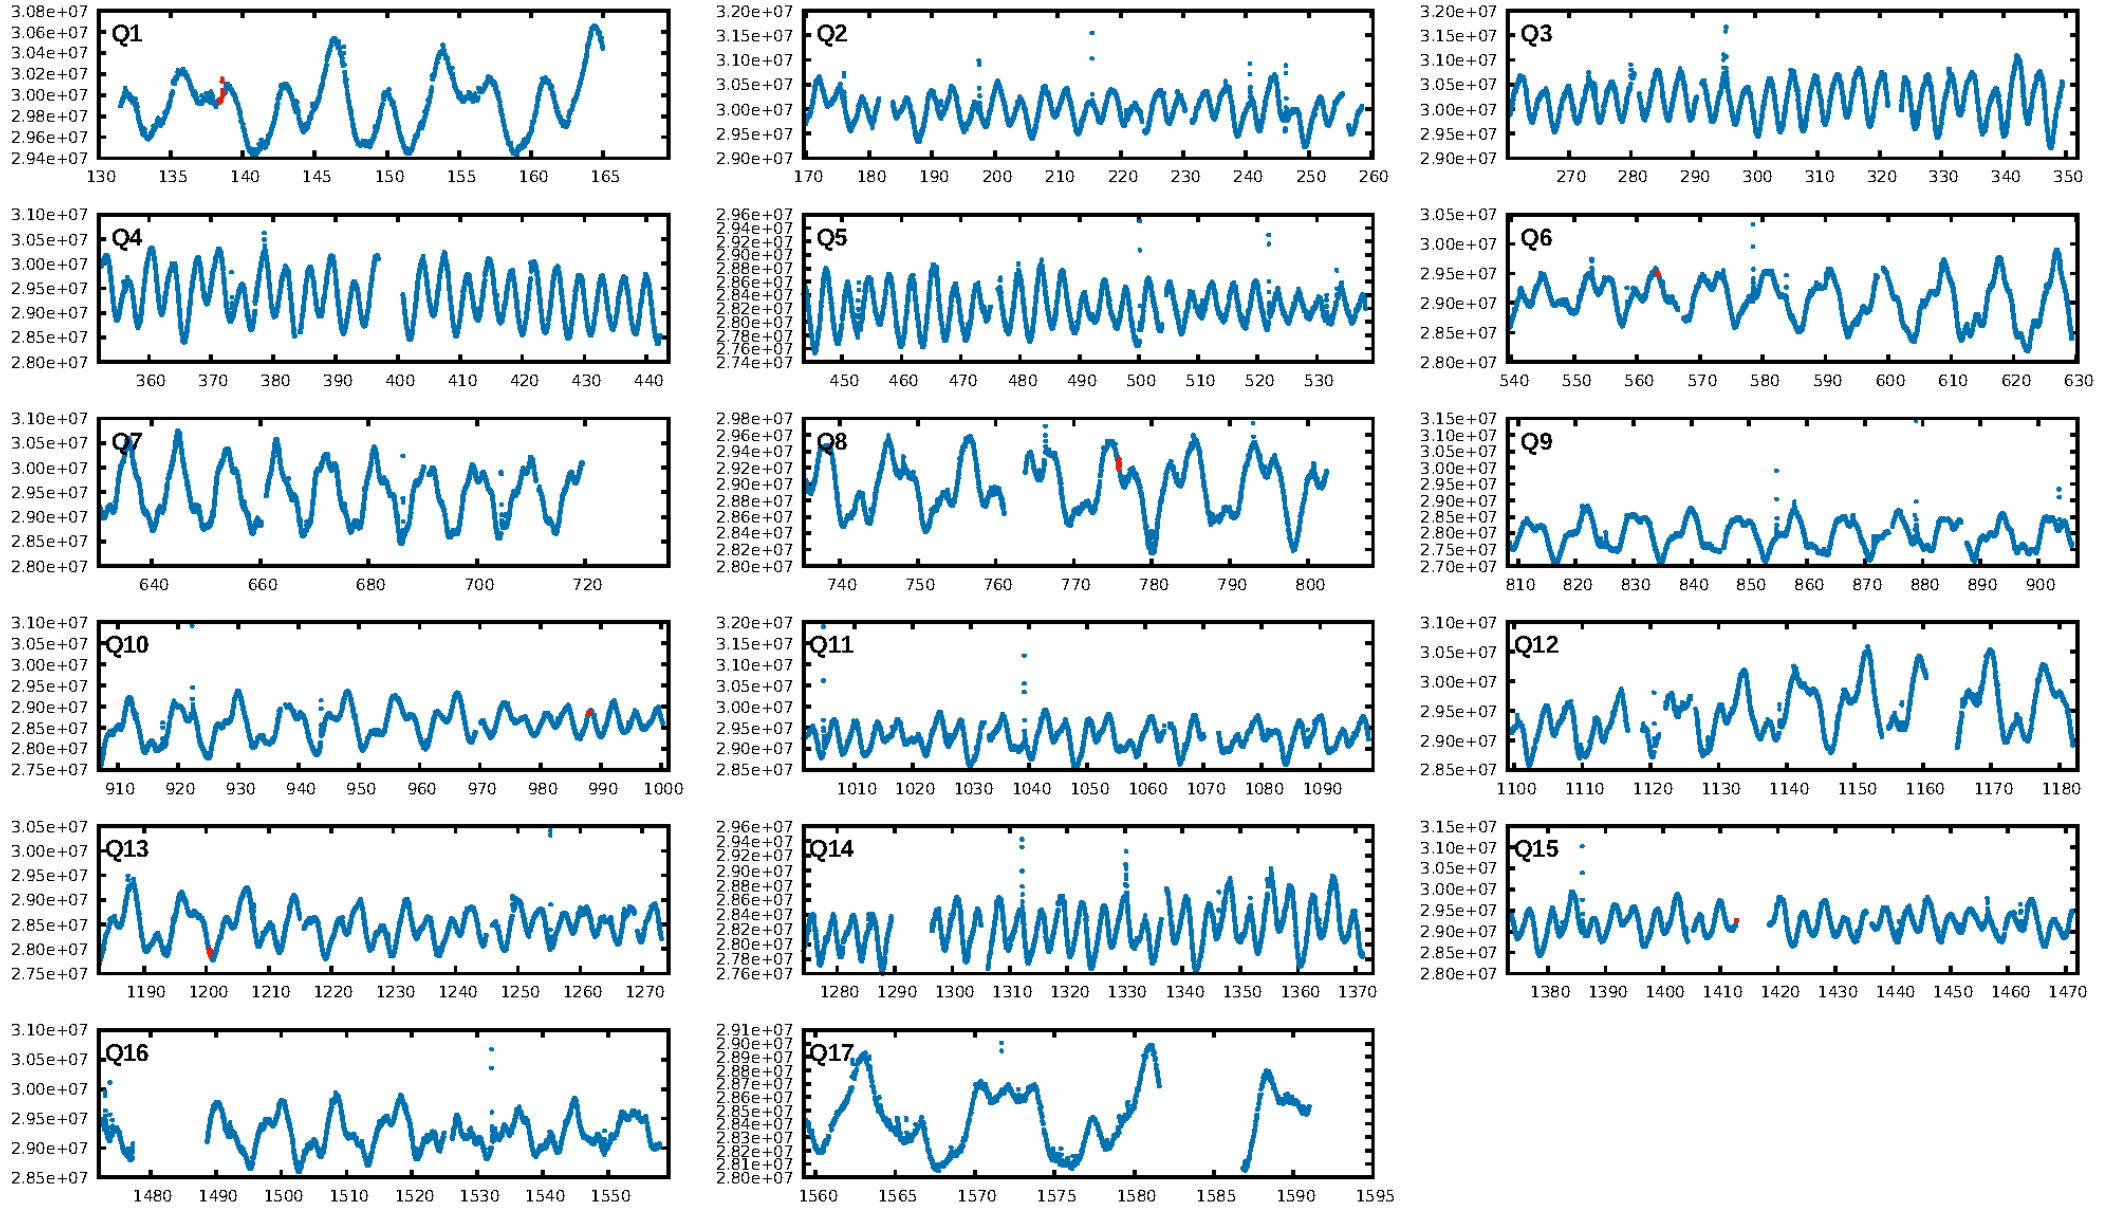 Q1
3.08e+07
3.06e+07
3.04e+07
3.02e+07
3.00e+07
2.98e+07
2.96e+07
2.94e+07
130 135 140 145 150 155 160 165
Q2
3.20e+07
3.15e+07
3.10e+07
3.05e+07
3.00e+07
2.95e+07
2.90e+07
170 180 190 200 210 220 230 240 250 260
Q3
3.20e+07
3.15e+07
3.10e+07
3.05e+07
3.00e+07
2.95e+07
2.90e+07
270 280 290 300 310 320 330 340 350
Q4
3.10e+07
3.05e+07
3.00e+07
2.95e+07
2.90e+07
2.85e+07
2.80e+07
360 370 380 390 400 410 420 430 440
Q5
2.96e+07
2.94e+07
2.92e+07
2.90e+07
2.88e+07
2.86e+07
2.84e+07
2.82e+07
2.80e+07
2.78e+07
2.76e+07
2.74e+07
450 460 470 480 490 500 510 520 530
Q6
3.05e+07
3.00e+07
2.95e+07
2.90e+07
2.85e+07
2.80e+07
540 550 560 570 580 590 600 610 620 630
Q7
3.10e+07
3.05e+07
3.00e+07
2.95e+07
2.90e+07
2.85e+07
2.80e+07
640 660 680 700 720
Q8
2.98e+07
2.96e+07
2.94e+07
2.92e+07
2.90e+07
2.88e+07
2.86e+07
2.84e+07
2.82e+07
2.80e+07
740 750 760 770 780 790 800
Q9
3.15e+07
3.10e+07
3.05e+07
3.00e+07
2.95e+07
2.90e+07
2.85e+07
2.80e+07
2.75e+07
2.70e+07
810 820 830 840 850 860 870 880 890 900
Q10
3.10e+07
3.05e+07
3.00e+07
2.95e+07
2.90e+07
2.85e+07
2.80e+07
2.75e+07
910 920 930 940 950 960 970 980 990 1000
Q11
3.20e+07
3.15e+07
3.10e+07
3.05e+07
3.00e+07
2.95e+07
2.90e+07
2.85e+07
1010 1020 1030 1040 1050 1060 1070 1080 1090
Q12
3.10e+07
3.05e+07
3.00e+07
2.95e+07
2.90e+07
2.85e+07
1100 1110 1120 1130 1140 1150 1160 1170 1180
Q13
3.05e+07
3.00e+07
2.95e+07
2.90e+07
2.85e+07
2.80e+07
2.75e+07
1190 1200 1210 1220 1230 1240 1250 1260 1270
Q14
2.96e+07
2.94e+07
2.92e+07
2.90e+07
2.88e+07
2.86e+07
2.84e+07
2.82e+07
2.80e+07
2.78e+07
2.76e+07
1280 1290 1300 1310 1320 1330 1340 1350 1360 1370
Q15
3.15e+07
3.10e+07
3.05e+07
3.00e+07
2.95e+07
2.90e+07
2.85e+07
2.80e+07
1380 1390 1400 1410 1420 1430 1440 1450 1460 1470
Q16
3.10e+07
3.05e+07
3.00e+07
2.95e+07
2.90e+07
2.85e+07
1480 1490 1500 1510 1520 1530 1540 1550
Q17
2.91e+07
2.90e+07
2.89e+07
2.88e+07
2.87e+07
2.86e+07
2.85e+07
2.84e+07
2.83e+07
2.82e+07
2.81e+07
2.80e+07
1560 1565 1570 1575 1580 1585 1590 1595